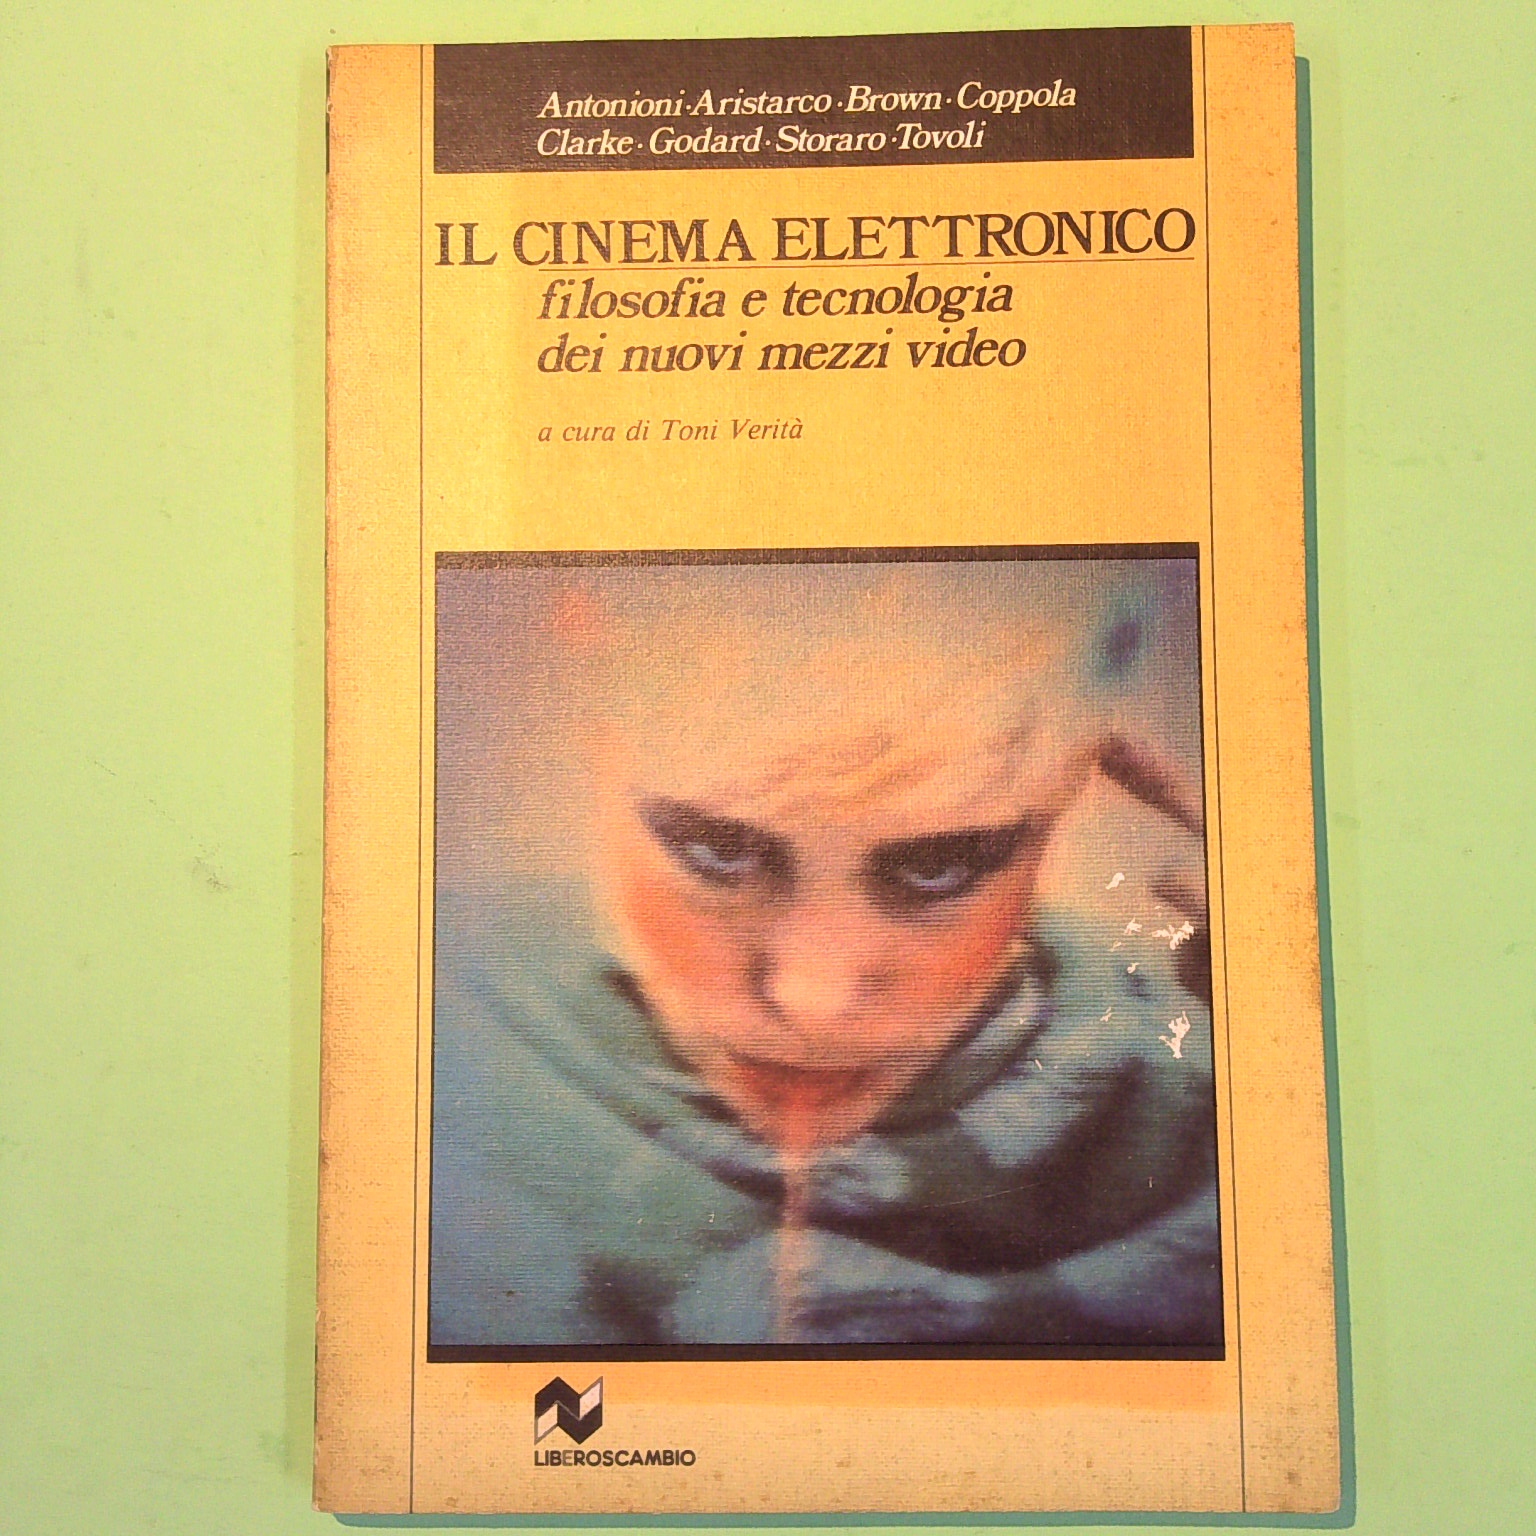 Antonioni·Aristarco·Brown·Coppola
Clarke·Godard·Storaro·Tovoli
IL CINEMA ELETTRONICO
filosofia e tecnologia
dei nuovi mezzi video
a cura di Toni Verità
LIBEROSCAMBIO